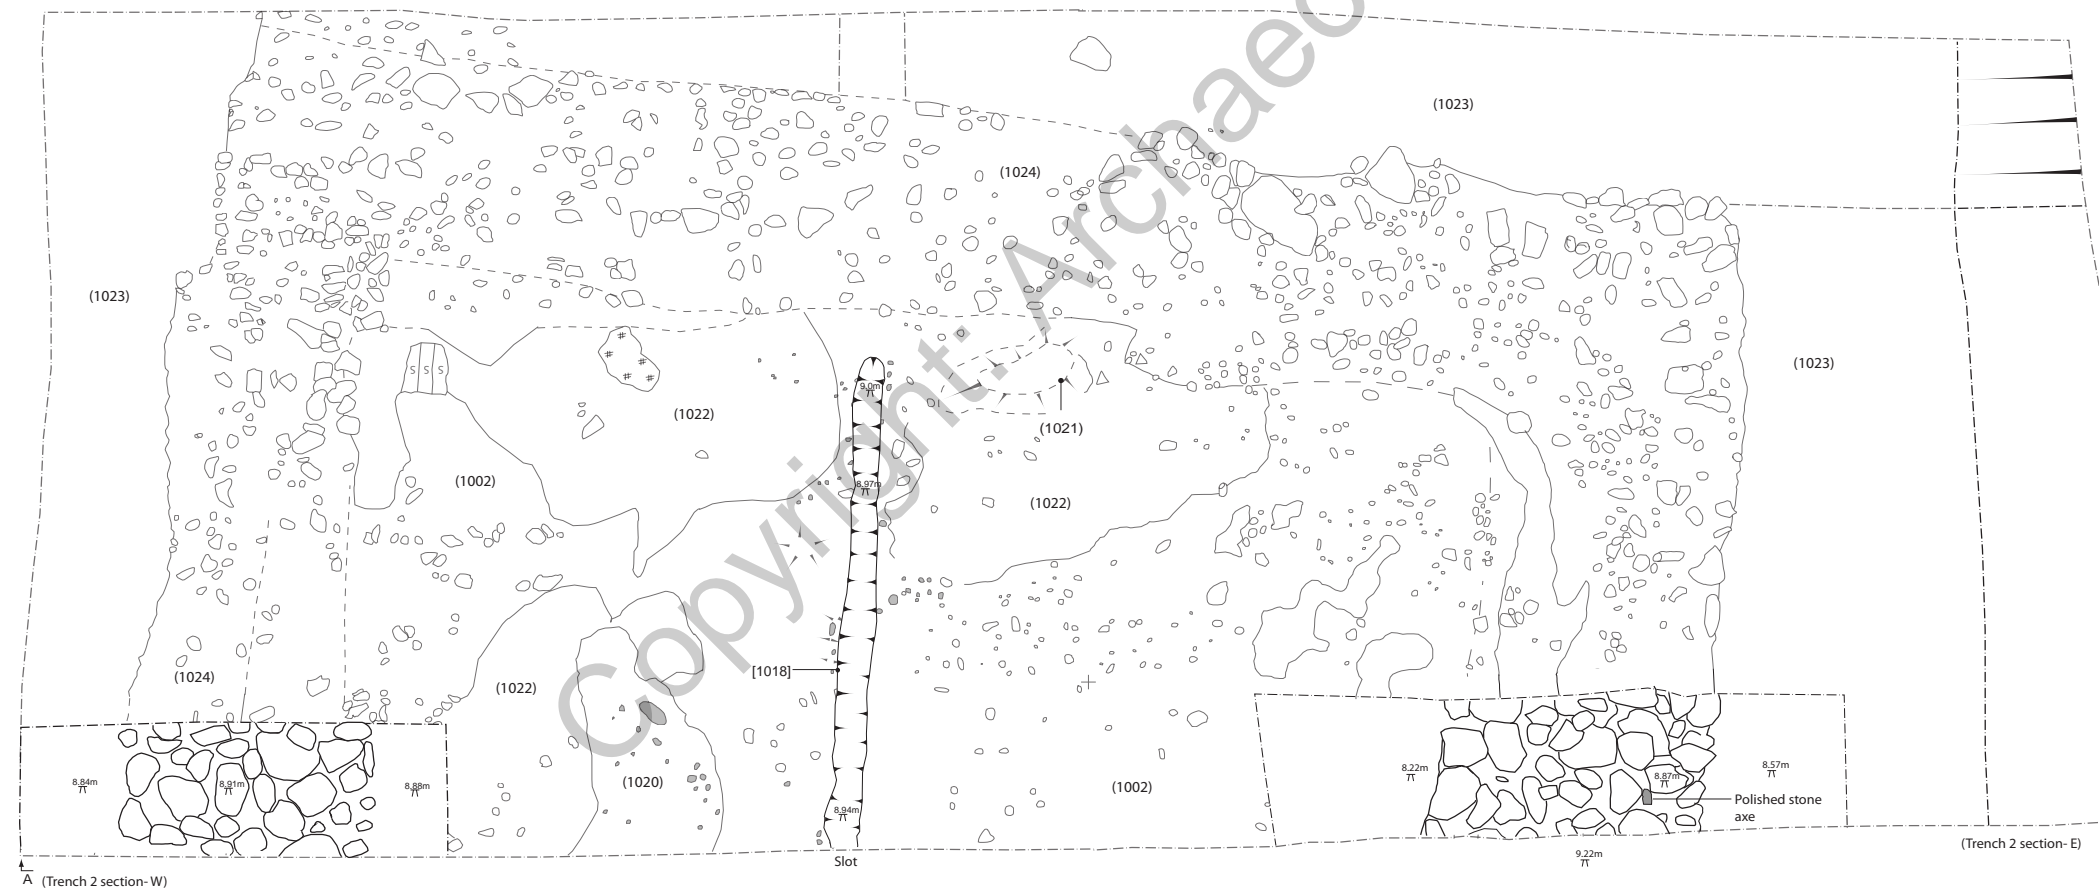 (1023)
(1024)
(1023)
(1023)
S S S
9.0m
(1022)
(1021)
(1002)
8.97m
(1022)
[1018]
(1024)
(1022)
(1020)
(1002)
8.84m
8.91m
8.88m
8.94m
8.22m
8.87m
8.57m
Polished stone
axe
Slot
9.22m
(Trench 2 section- E)
A (Trench 2 section- W)
Copyright: Archaeo